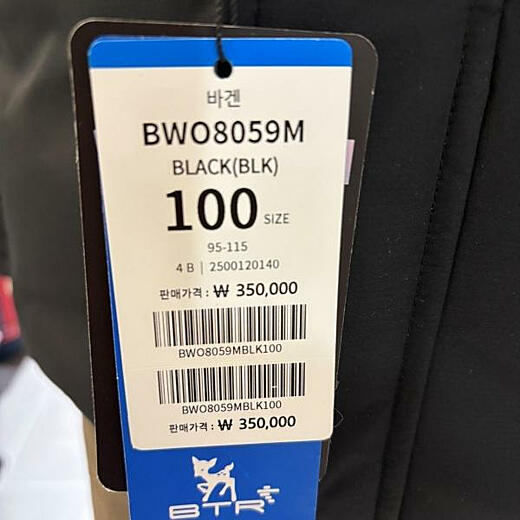 바겐
BWO8059M
BLACK(BLK)
100 SIZE
95-115
4 B | 2500120140
판매가격 : ₩ 350,000
BWO8059MBLK100
BWO8059MBLK100
판매가격 : ₩ 350,000
BTR